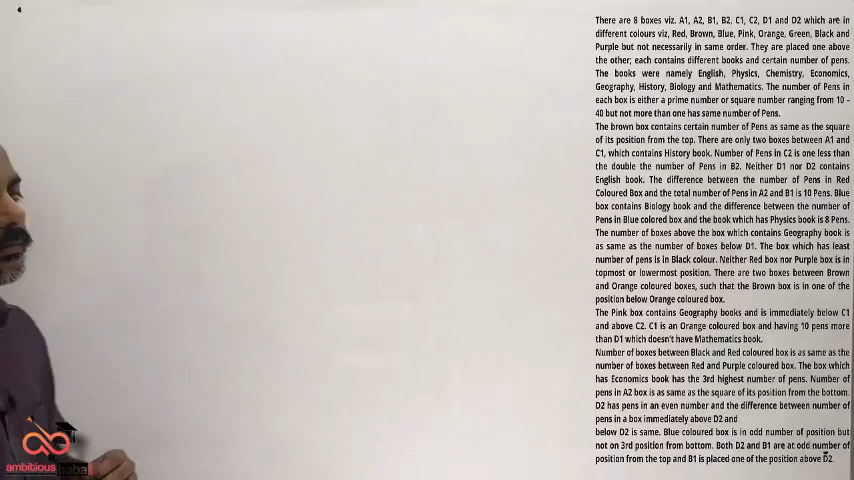 There are 8 boxes viz. A1, A2, B1, B2, C1, C2, D1 and D2 which are in
different colours viz, Red, Brown, Blue, Pink, Orange, Green, Black and
Purple but not necessarily in same order. They are placed one above
the other; each contains different books and certain number of pens.
The books were namely English, Physics, Chemistry, Economics,
Geography, History, Biology and Mathematics. The number of Pens in
each box is either a prime number or square number ranging from 10 –
40 but not more than one has same number of Pens.
The brown box contains certain number of Pens as same as the square
of its position from the top. There are only two boxes between A1 and
C1, which contains History book. Number of Pens in C2 is one less than
the double the number of Pens in B2. Neither D1 nor D2 contains
English book. The difference between the number of Pens in Red
Coloured Box and the total number of Pens in A2 and B1 is 10 Pens. Blue
box contains Biology book and the difference between the number of
Pens in Blue colored box and the book which has Physics book is 8 Pens.
The number of boxes above the box which contains Geography book is
as same as the number of boxes below D1. The box which has least
number of pens is in Black colour. Neither Red box nor Purple box is in
topmost or lowermost position. There are two boxes between Brown
and Orange coloured boxes, such that the Brown box is in one of the
position below Orange coloured box.
The Pink box contains Geography books and is immediately below C1
and above C2. C1 is an Orange coloured box and having 10 pens more
than D1 which doesn't have Mathematics book.
Number of boxes between Black and Red coloured box is as same as the
number of boxes between Red and Purple coloured box. The box which
has Economics book has the 3rd highest number of pens. Number of
pens in A2 box is as same as the square of its position from the bottom.
D2 has pens in an even number and the difference between number of
pens in a box immediately above D2 and
below D2 is same. Blue coloured box is in odd number of position but
not on 3rd position from bottom. Both D2 and B1 are at odd number of
position from the top and B1 is placed one of the position above D2.
ambitious baba